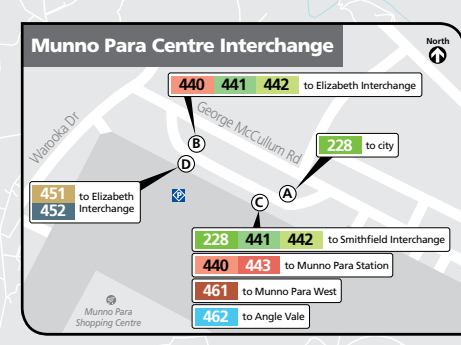 Munno Para Centre Interchange
North
440 441 442 to Elizabeth Interchange
Warooka Dr
George McCullum Rd
228 to city
B
D
A
C
P
451 to Elizabeth
452 Interchange
228 441 442 to Smithfield Interchange
440 443 to Munno Para Station
461 to Munno Para West
462 to Angle Vale
Munno Para
Shopping Centre